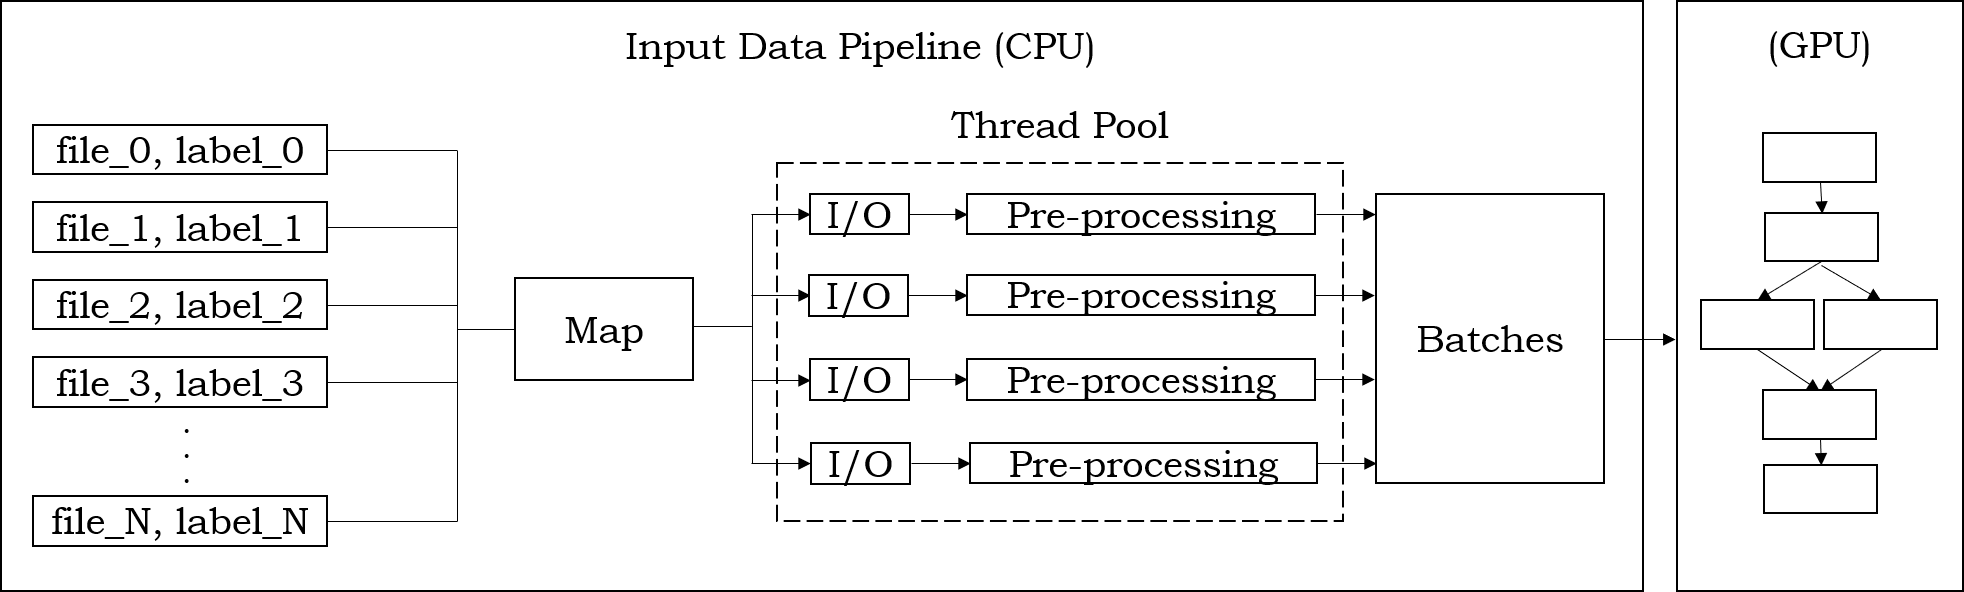 Input Data Pipeline (CPU)
(GPU)
Thread Pool
file_0, label_0
file_1, label_1
file_2, label_2
file_3, label_3
.
.
.
file_N, label_N
Map
I/O
Pre-processing
I/O
Pre-processing
I/O
Pre-processing
I/O
Pre-processing
Batches